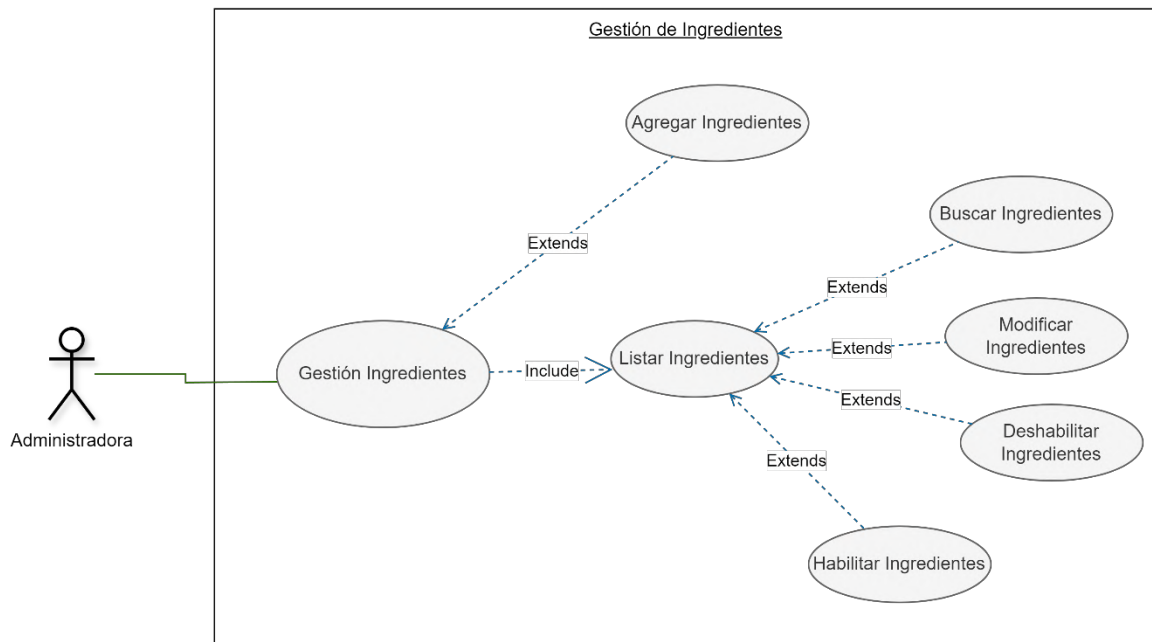 Gestión de Ingredientes
Agregar Ingredientes
Extends
Buscar Ingredientes
Extends
Modificar
Ingredientes
Extends
Listar Ingredientes
Include
Gestión Ingredientes
Administradora
Extends
Deshabilitar
Ingredientes
Extends
Habilitar Ingredientes